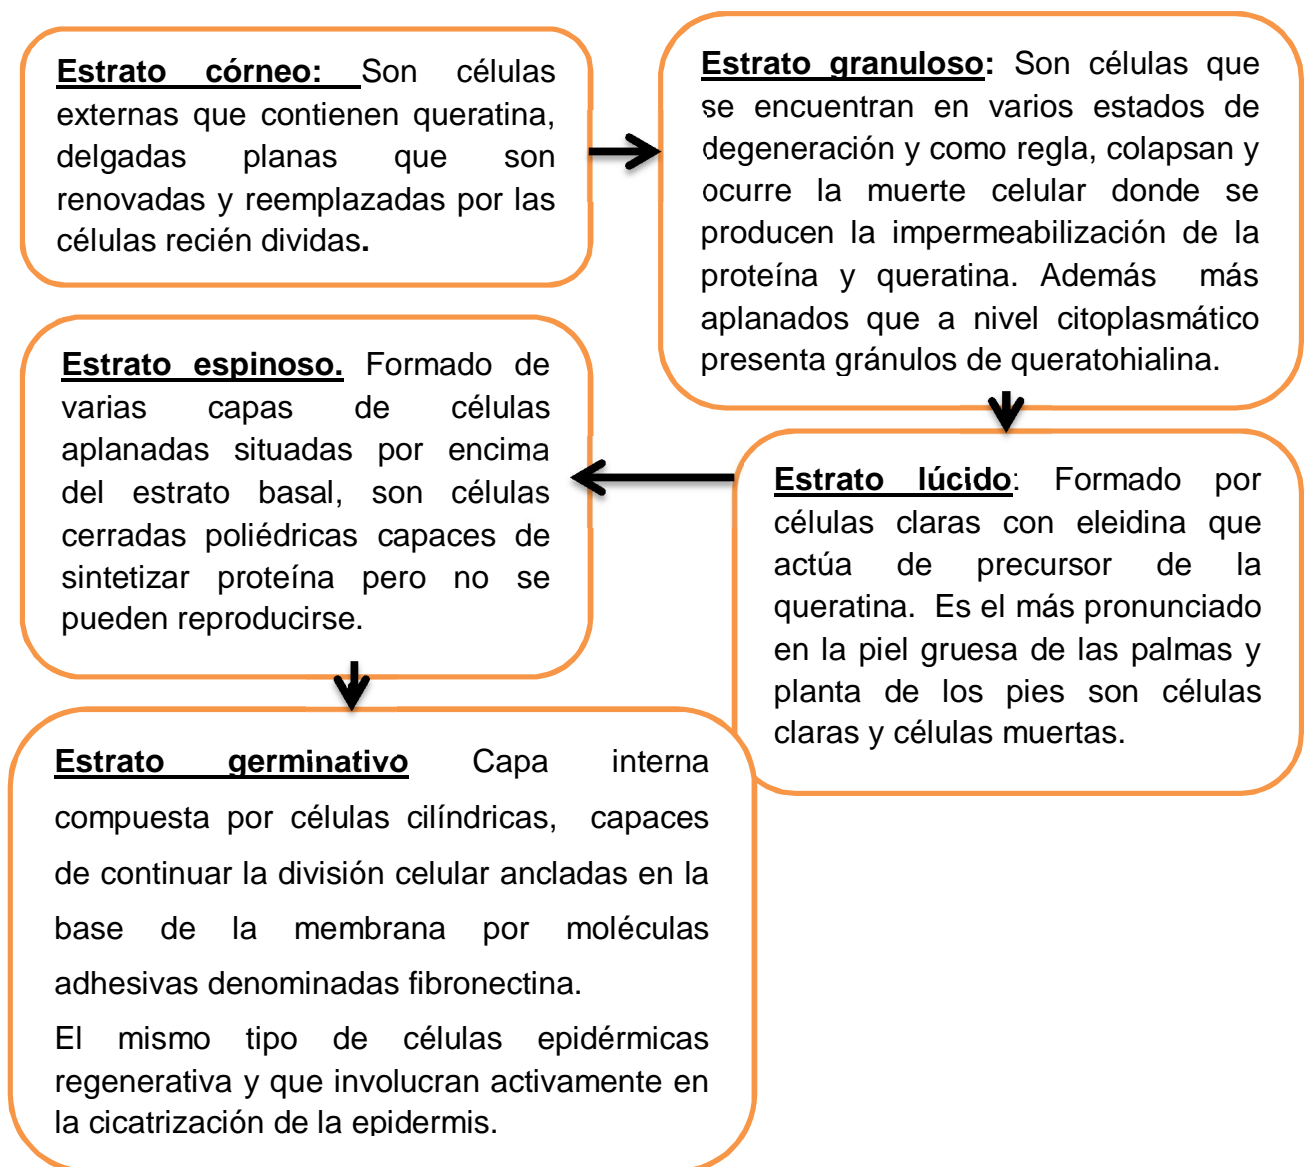 Estrato córneo: Son células
externas que contienen queratina,
delgadas planas que son
renovadas y reemplazadas por las
células recién dividas.
Estrato granuloso: Son células que
se encuentran en varios estados de
degeneración y como regla, colapsan y
ocurre la muerte celular donde se
producen la impermeabilización de la
proteína y queratina. Además más
aplanados que a nivel citoplasmático
presenta gránulos de queratohialina.
Estrato lúcido: Formado por
células claras con eleidina que
actúa de precursor de la
queratina. Es el más pronunciado
en la piel gruesa de las palmas y
planta de los pies son células
claras y células muertas.
Estrato espinoso. Formado de
varias capas de células
aplanadas situadas por encima
del estrato basal, son células
cerradas poliédricas capaces de
sintetizar proteína pero no se
pueden reproducirse.
Estrato germinativo Capa interna
compuesta por células cilíndricas, capaces
de continuar la división celular ancladas en la
base de la membrana por moléculas
adhesivas denominadas fibronectina.
El mismo tipo de células epidérmicas
regenerativa y que involucran activamente en
la cicatrización de la epidermis.